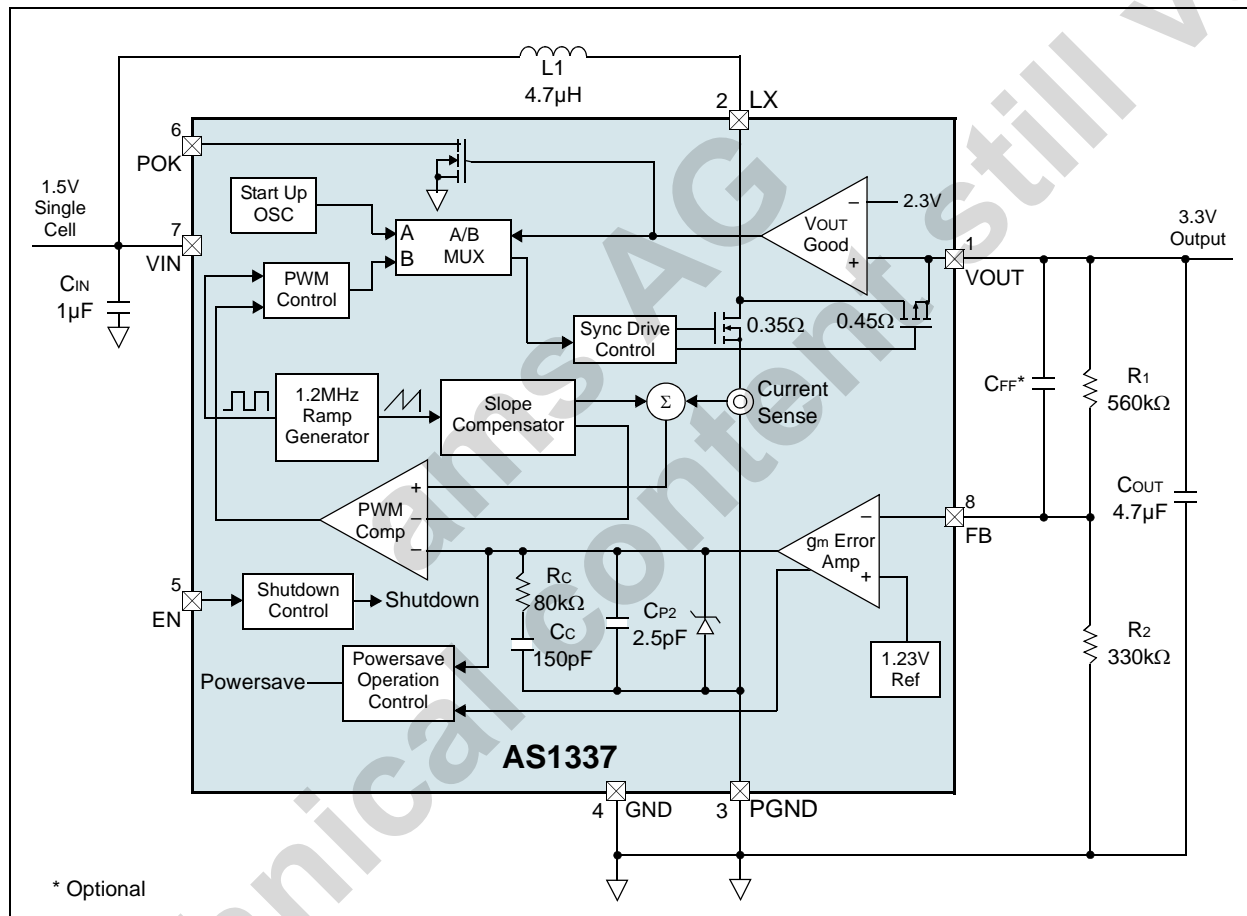 L1
4.7µH
2 LX
6
POK
1.5V
Single
Cell
7
VIN
CIN
1µF
Start Up
OSC
A
B
A/B
MUX
PWM
Control
VOUT
Good
−
+
2.3V
1
VOUT
3.3V
Output
Sync Drive
Control
0.35Ω
0.45Ω
1.2MHz
Ramp
Generator
Slope
Compensator
Σ
Current
Sense
CFF*
R1
560kΩ
COUT
4.7µF
PWM
Comp
+
−
−
gm Error
Amp
−
+
8
FB
5
EN
Shutdown
Control
Shutdown
RC
80kΩ
CC
150pF
CP2
2.5pF
1.23V
Ref
R2
330kΩ
Powersave
Powersave
Operation
Control
AS1337
4 GND
3 PGND
* Optional
ams AG
content still v